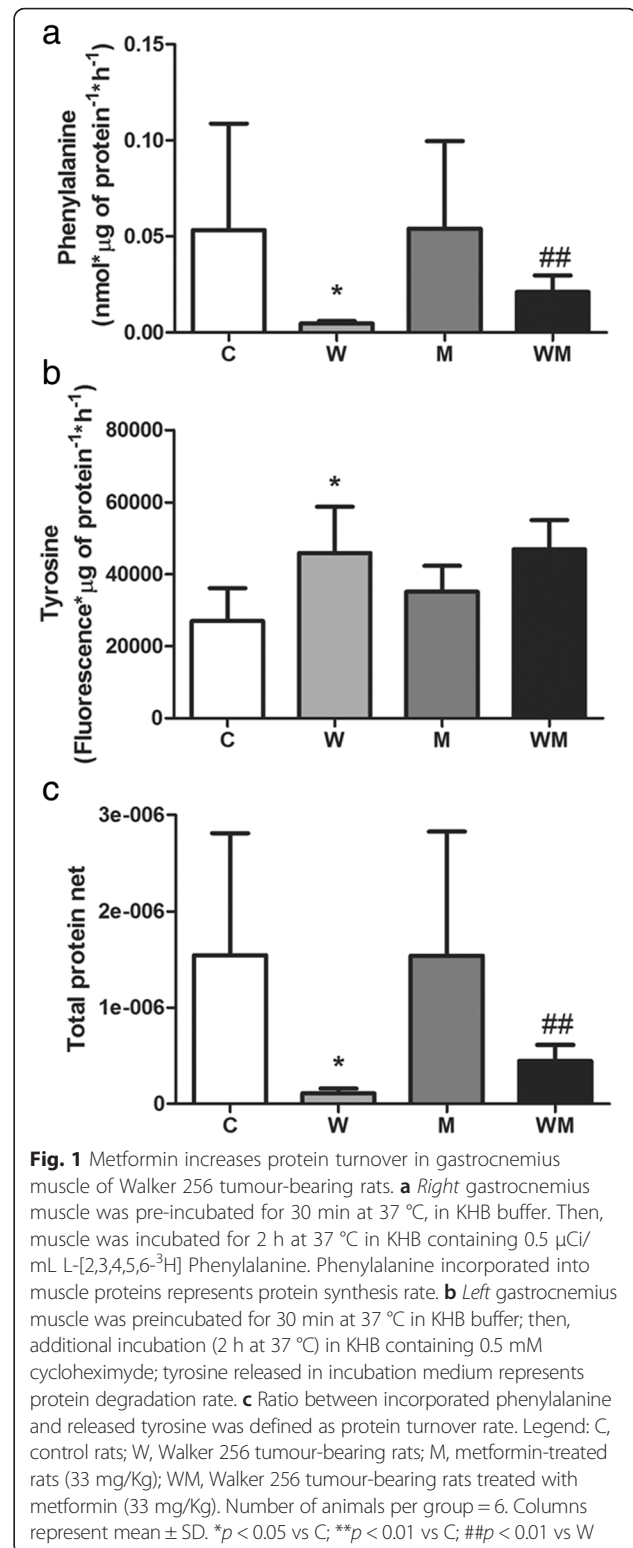 a
Phenylalanine
(nmol*µg of protein⁻¹*h⁻¹)
0.15
0.10
0.05
0.00
*
##
C W M WM
b
Tyrosine
(Fluorescence*µg of protein⁻¹*h⁻¹)
80000
60000
40000
20000
0
*
C W M WM
c
Total protein net
3e-006
2e-006
1e-006
0
*
##
C W M WM
Fig. 1 Metformin increases protein turnover in gastrocnemius
muscle of Walker 256 tumour-bearing rats. a Right gastrocnemius
muscle was pre-incubated for 30 min at 37 °C, in KHB buffer. Then,
muscle was incubated for 2 h at 37 °C in KHB containing 0.5 µCi/
mL L-[2,3,4,5,6-³H] Phenylalanine. Phenylalanine incorporated into
muscle proteins represents protein synthesis rate. b Left gastrocnemius
muscle was preincubated for 30 min at 37 °C in KHB buffer; then,
additional incubation (2 h at 37 °C) in KHB containing 0.5 mM
cycloheximyde; tyrosine released in incubation medium represents
protein degradation rate. c Ratio between incorporated phenylalanine
and released tyrosine was defined as protein turnover rate. Legend: C,
control rats; W, Walker 256 tumour-bearing rats; M, metformin-treated
rats (33 mg/Kg); WM, Walker 256 tumour-bearing rats treated with
metformin (33 mg/Kg). Number of animals per group = 6. Columns
represent mean ± SD. *p < 0.05 vs C; **p < 0.01 vs C; ##p < 0.01 vs W